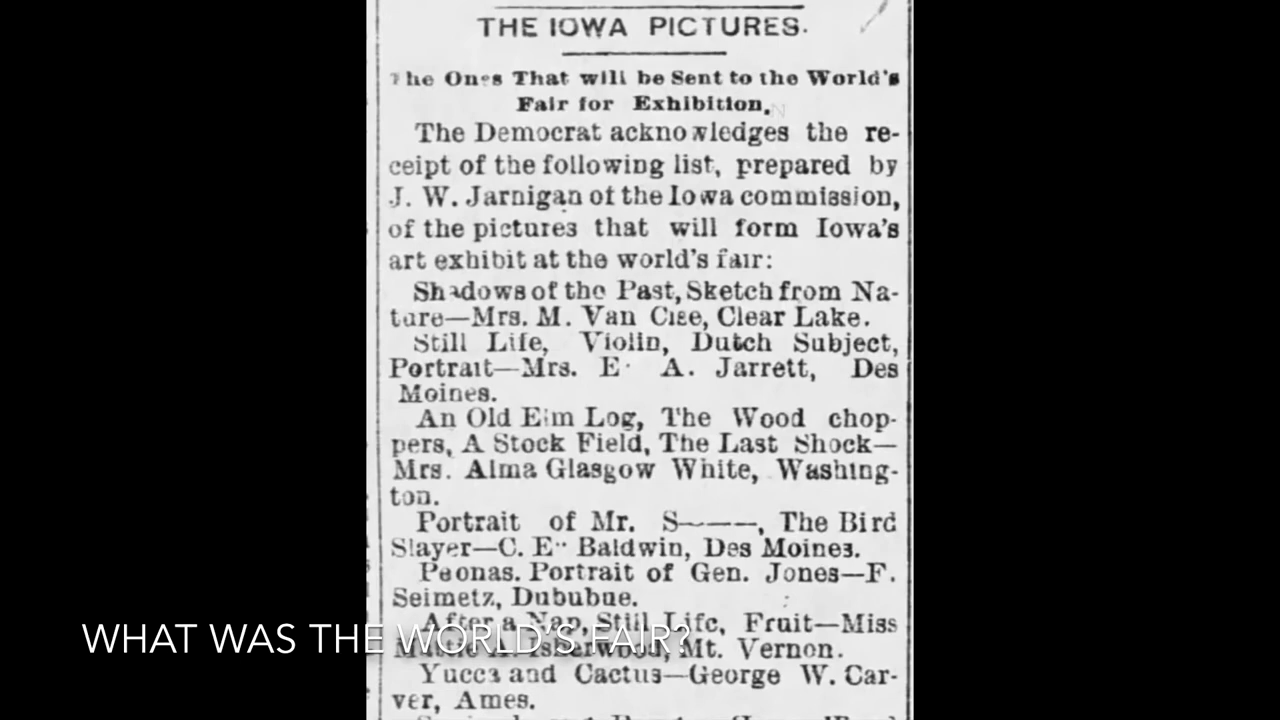 THE IOWA PICTURES.
The Ones That will be Sent to the World's
Fair for Exhibition.
The Democrat acknowledges the re-
ceipt of the following list, prepared by
J. W. Jarnigan of the Iowa commission,
of the pictures that will form Iowa's
art exhibit at the world's fair:
Shadows of the Past, Sketch from Na-
ture—Mrs. M. Van Cise, Clear Lake.
Still Life, Violin, Dutch Subject,
Portrait—Mrs. E. A. Jarrett, Des
Moines.
An Old Elm Log, The Wood chop-
pers, A Stock Field, The Last Shock—
Mrs. Alma Glasgow White, Washing-
ton.
Portrait of Mr. S———, The Bird
Slayer—C. E. Baldwin, Des Moines.
Peonas. Portrait of Gen. Jones—F.
Seimetz, Dububue.
After a Nap, Still Life, Fruit—Miss
Isherwood, Mt. Vernon.
WHAT WAS THE WORLD'S FAIR?
Yucca and Cactus—George W. Car-
ver, Ames.